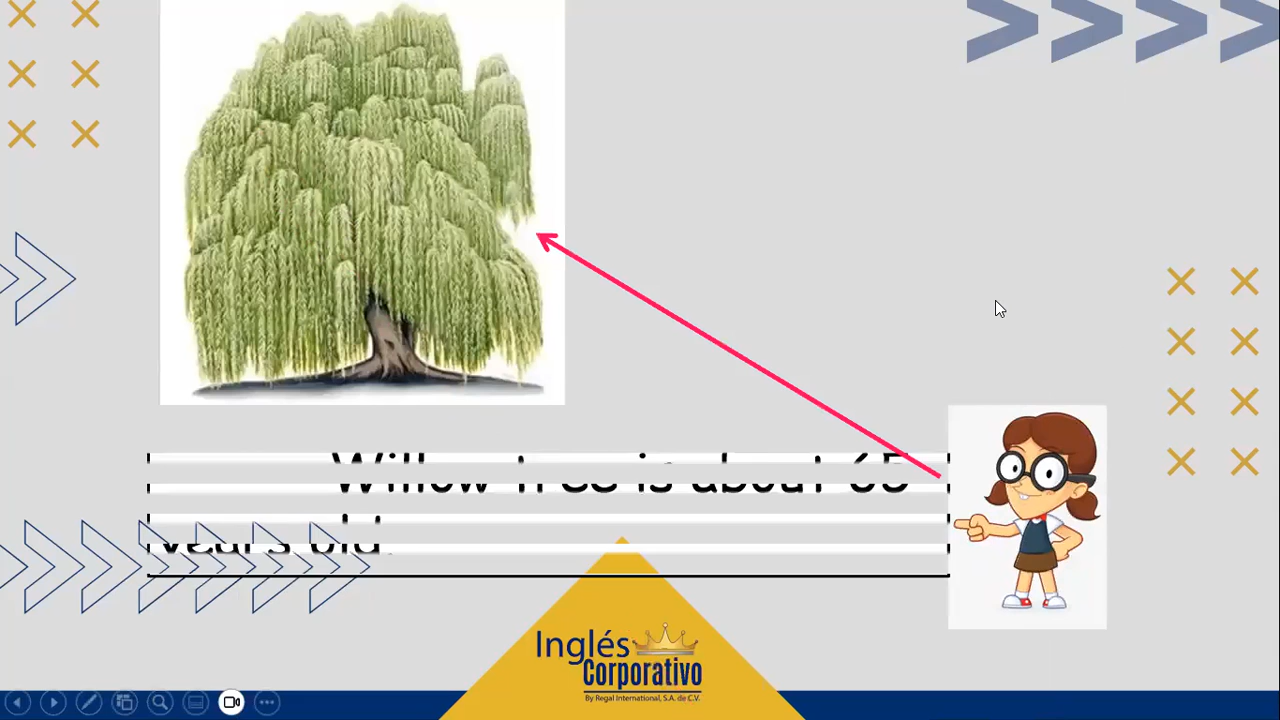 Willow tree is about 65
years old.
Inglés
Corporativo
By Regal International, S.A. de C.V.